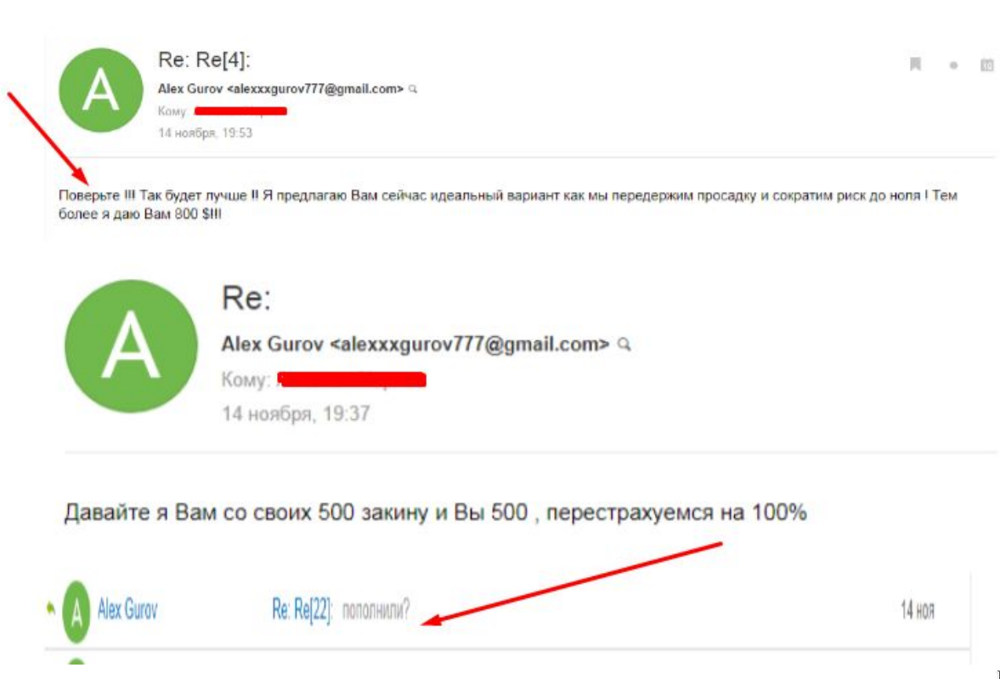 A
Re: Re[4]:
Alex Gurov <alexxxgurov777@gmail.com>
Кому:
14 ноября, 19:53
10
Поверьте !!! Так будет лучше !! Я предлагаю Вам сейчас идеальный вариант как мы передержим просадку и сократим риск до ноля ! Тем
более я даю Вам 800 $!!!
A
Re:
Alex Gurov <alexxxgurov777@gmail.com>
Кому:
14 ноября, 19:37
Давайте я Вам со своих 500 закину и Вы 500 , перестрахуемся на 100%
A Alex Gurov Re: Re[22]: пополнили? 14 ноя